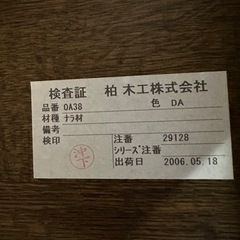 検査証 柏木工株式会社
品番 OA38 色 DA
材種 ナラ材
備考
検印 注番 29128
シリーズ注番
出荷日 2006.05.18